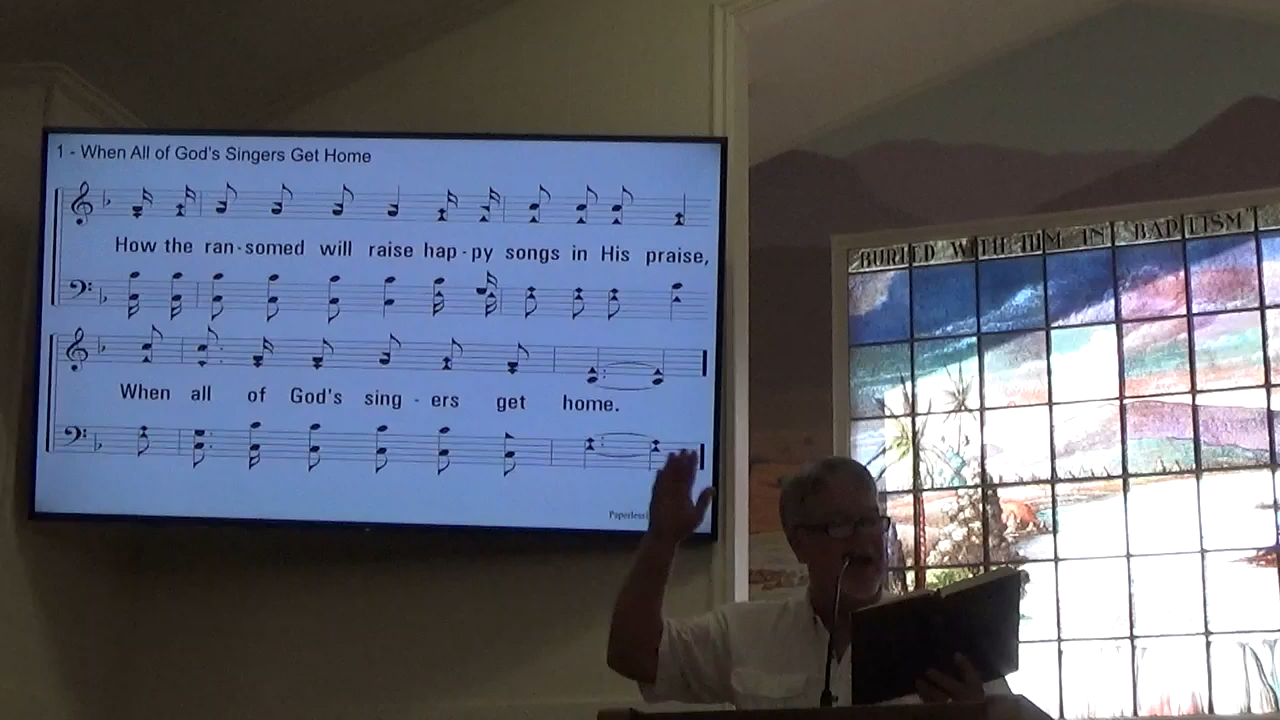 1 - When All of God's Singers Get Home
How the ran - somed will raise hap - py songs in His praise,
When all of God's sing - ers get home.
BURIED WITH HIM IN BAPTISM